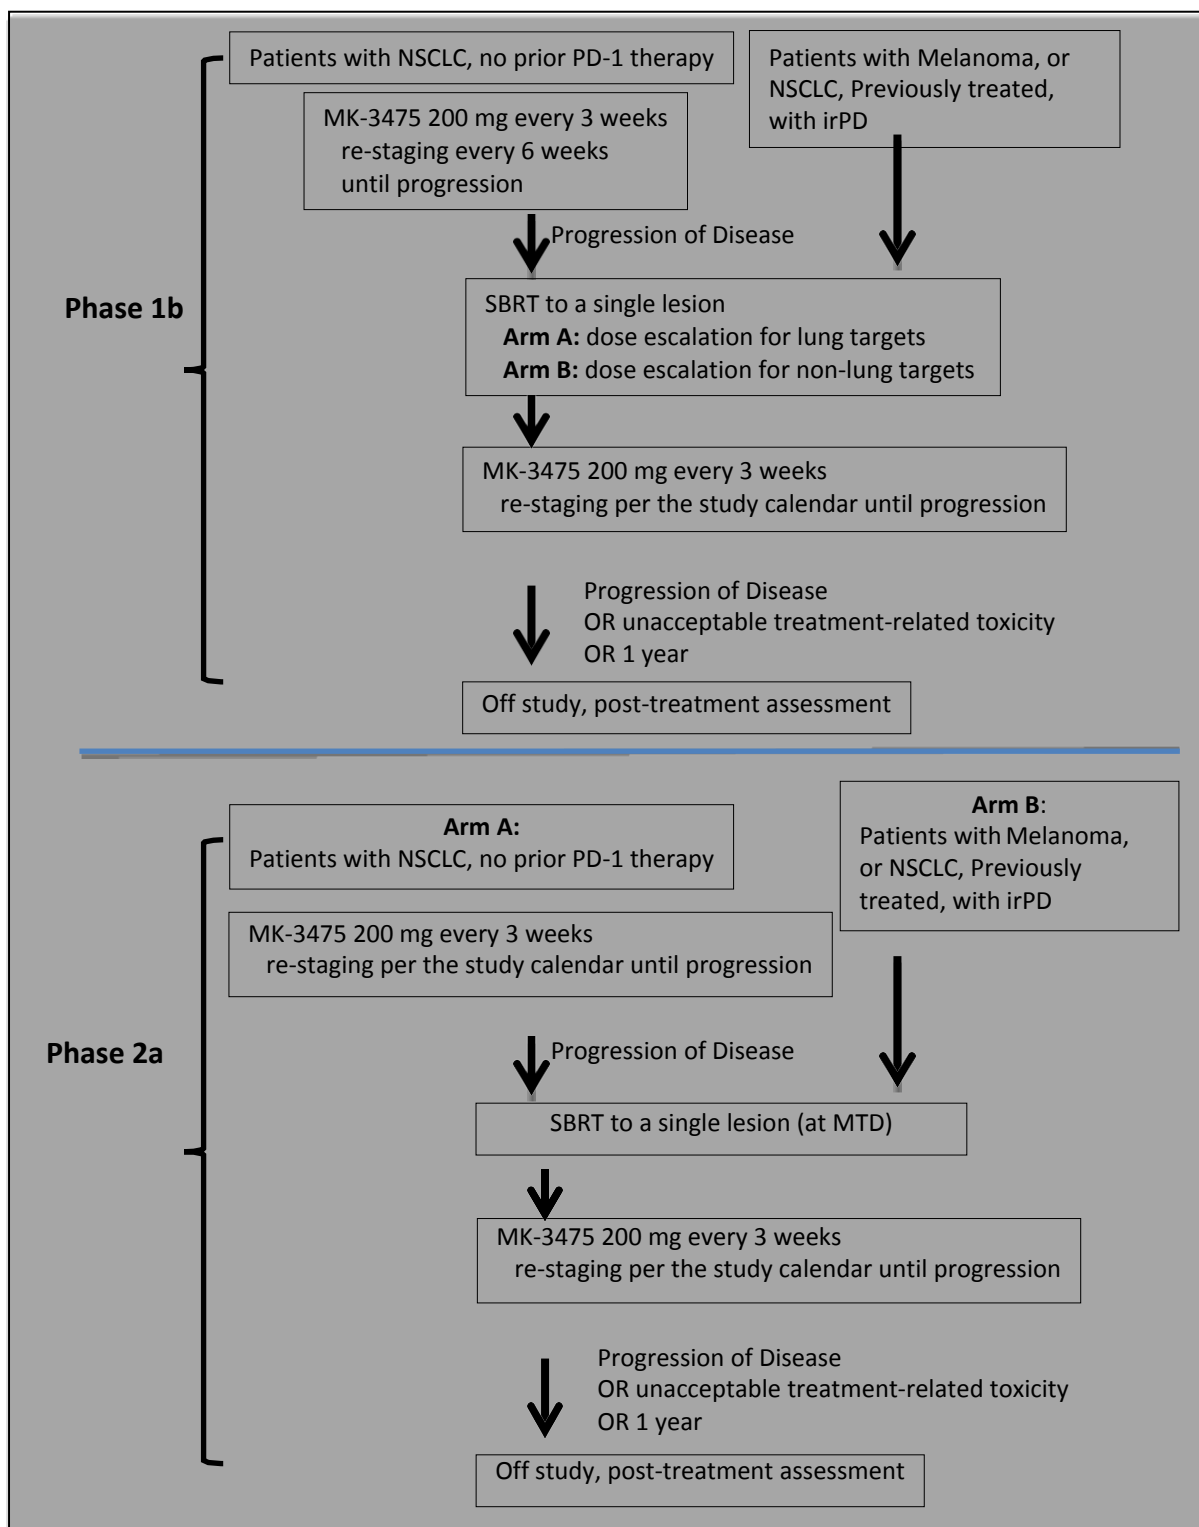 Patients with NSCLC, no prior PD-1 therapy
Patients with Melanoma, or
NSCLC, Previously treated,
with irPD
MK-3475 200 mg every 3 weeks
re-staging every 6 weeks
until progression
Progression of Disease
Phase 1b
SBRT to a single lesion
Arm A: dose escalation for lung targets
Arm B: dose escalation for non-lung targets
MK-3475 200 mg every 3 weeks
re-staging per the study calendar until progression
Progression of Disease
OR unacceptable treatment-related toxicity
OR 1 year
Off study, post-treatment assessment
Arm A:
Patients with NSCLC, no prior PD-1 therapy
Arm B:
Patients with Melanoma,
or NSCLC, Previously
treated, with irPD
MK-3475 200 mg every 3 weeks
re-staging per the study calendar until progression
Phase 2a
Progression of Disease
SBRT to a single lesion (at MTD)
MK-3475 200 mg every 3 weeks
re-staging per the study calendar until progression
Progression of Disease
OR unacceptable treatment-related toxicity
OR 1 year
Off study, post-treatment assessment